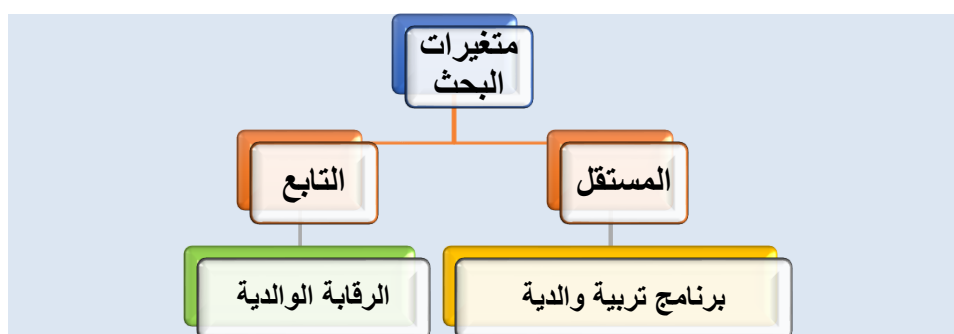 متغيرات
البحث
المستقل
التابع
برنامج تربية والدية
الرقابة الوالدية